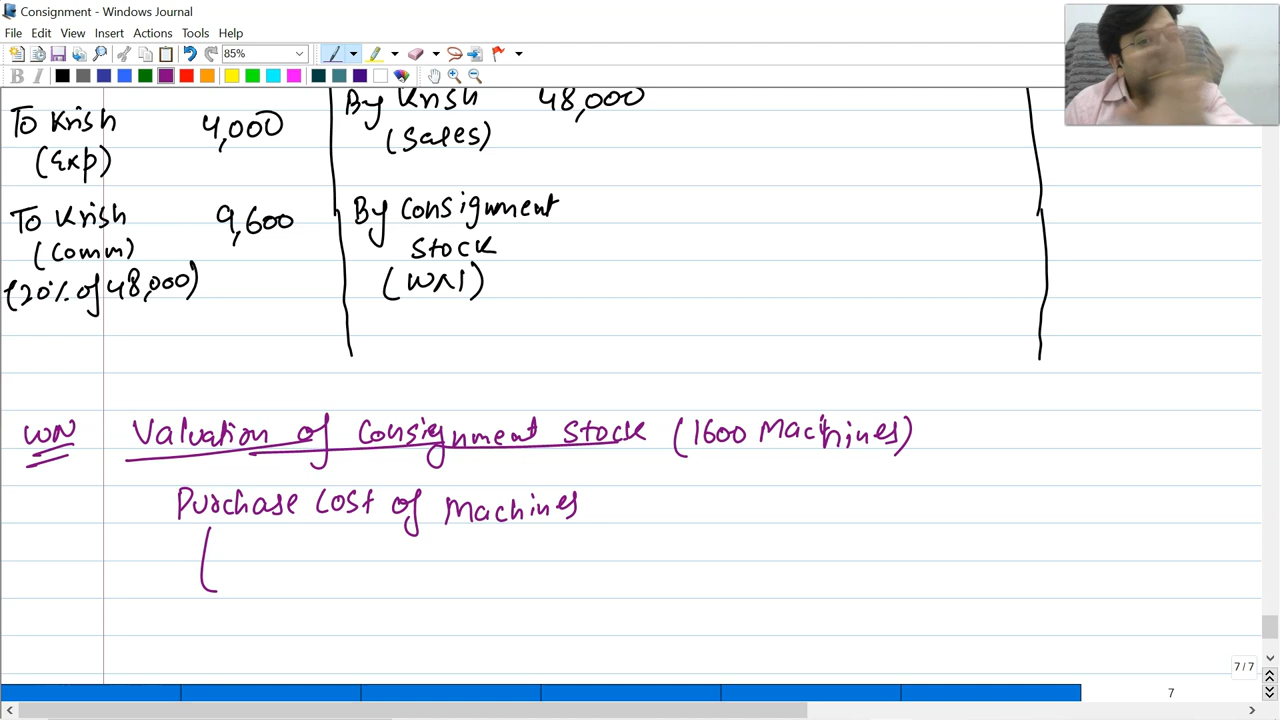 Consignment - Windows Journal
File Edit View Insert Actions Tools Help
85%
B I
To Krish 4,000
(Exp)
To Krish 9,600
(Comm)
(20% of 48,000)
By Krish 48,000
(Sales)
By Consignment
Stock
(WN1)
WN Valuation of Consignment Stock (1600 Machines)
Purchase Cost of Machines
(
7 / 7
7